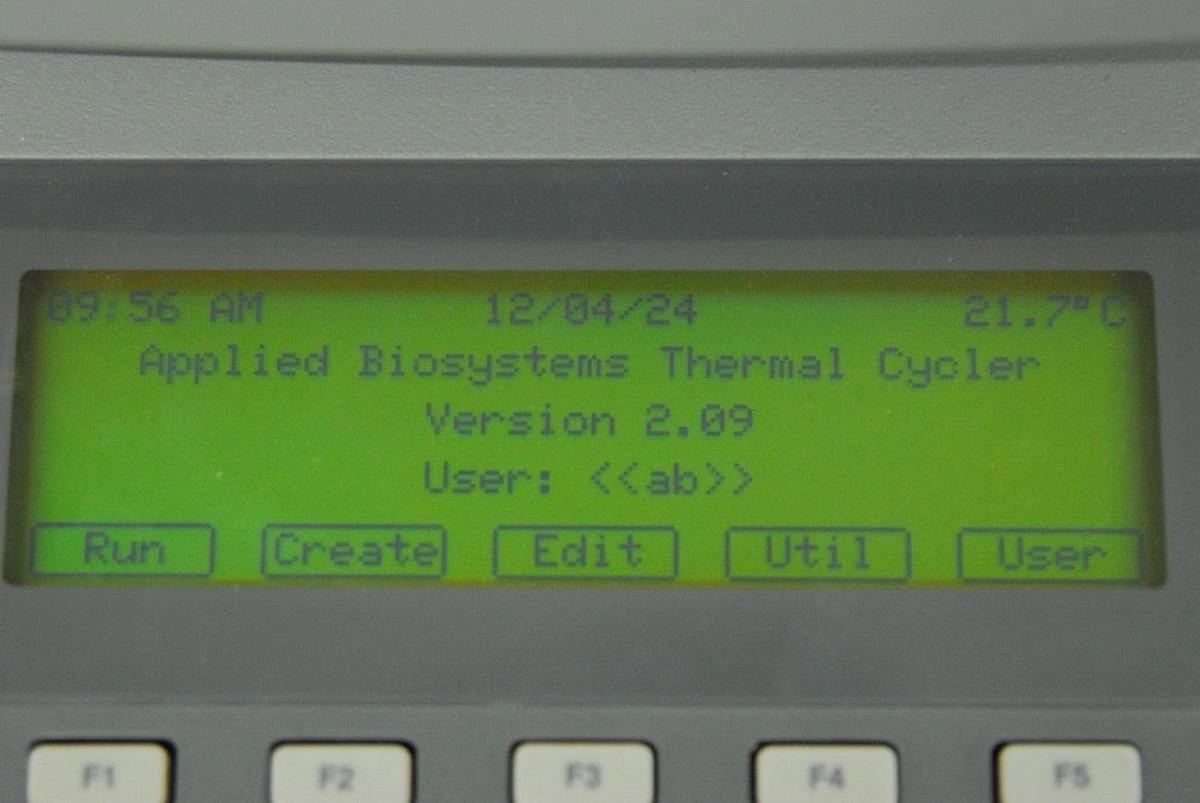 09:56 AM 12/04/24 21.7°C
Applied Biosystems Thermal Cycler
Version 2.09
User: <<ab>>
Run Create Edit Util User
F1 F2 F3 F4 F5